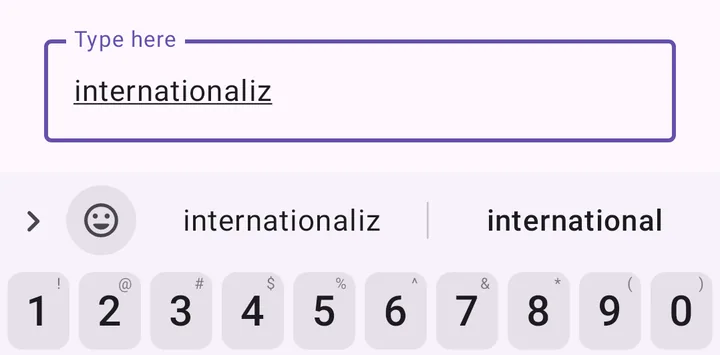 Type here
internationaliz
internationaliz international
! @ # $ % ^ & * ( )
1 2 3 4 5 6 7 8 9 0